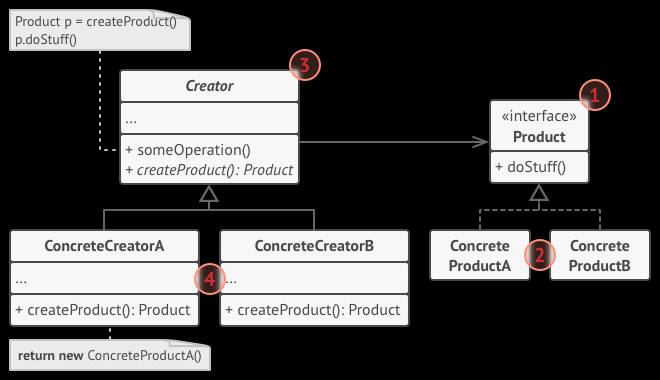 Product p = createProduct()
p.doStuff()
3
Creator
...
+ someOperation()
+ createProduct(): Product
1
«interface»
Product
+ doStuff()
ConcreteCreatorA
...
+ createProduct(): Product
4
ConcreteCreatorB
...
+ createProduct(): Product
Concrete
ProductA
2
Concrete
ProductB
return new ConcreteProductA()